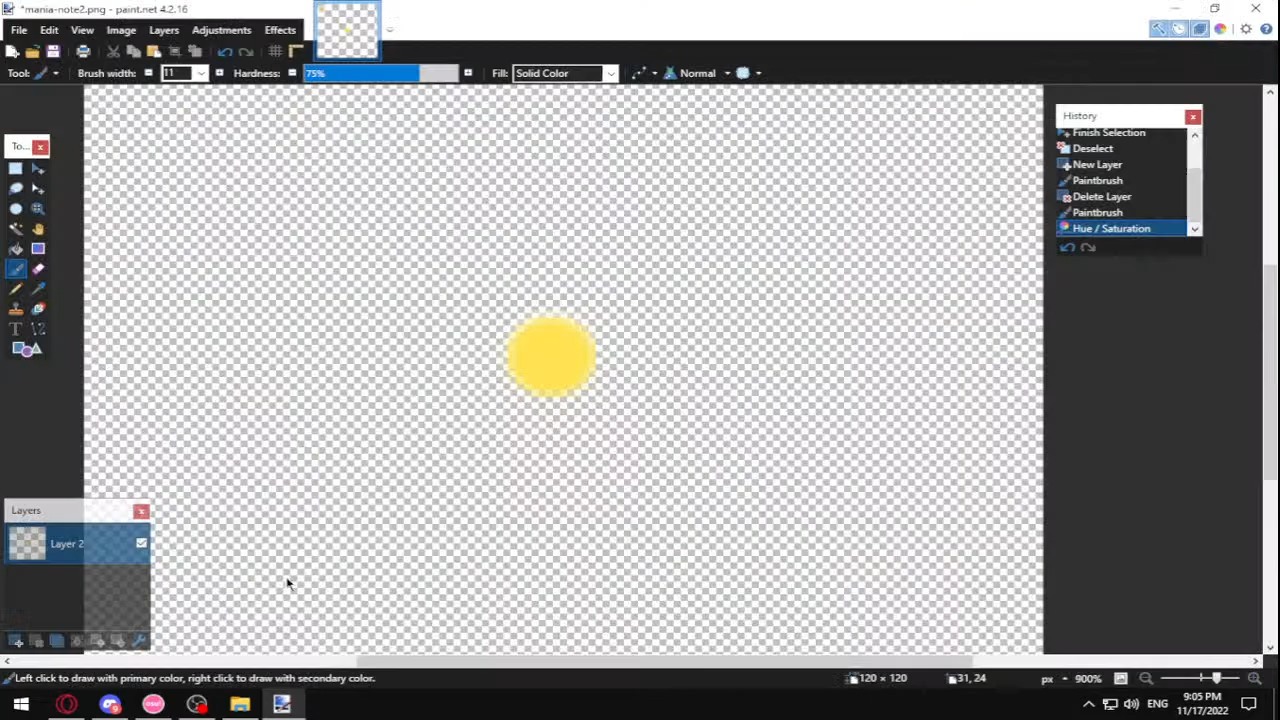 *mania-note2.png - paint.net 4.2.16
File Edit View Image Layers Adjustments Effects
Tool: Brush width: 11 Hardness: 75% Fill: Solid Color Normal
To...
History
Finish Selection
Deselect
New Layer
Paintbrush
Delete Layer
Paintbrush
Hue / Saturation
T
Layers
Layer 2
Left click to draw with primary color, right click to draw with secondary color. 120 × 120 31, 24 px 900%
osu!
ENG
9:05 PM
11/17/2022